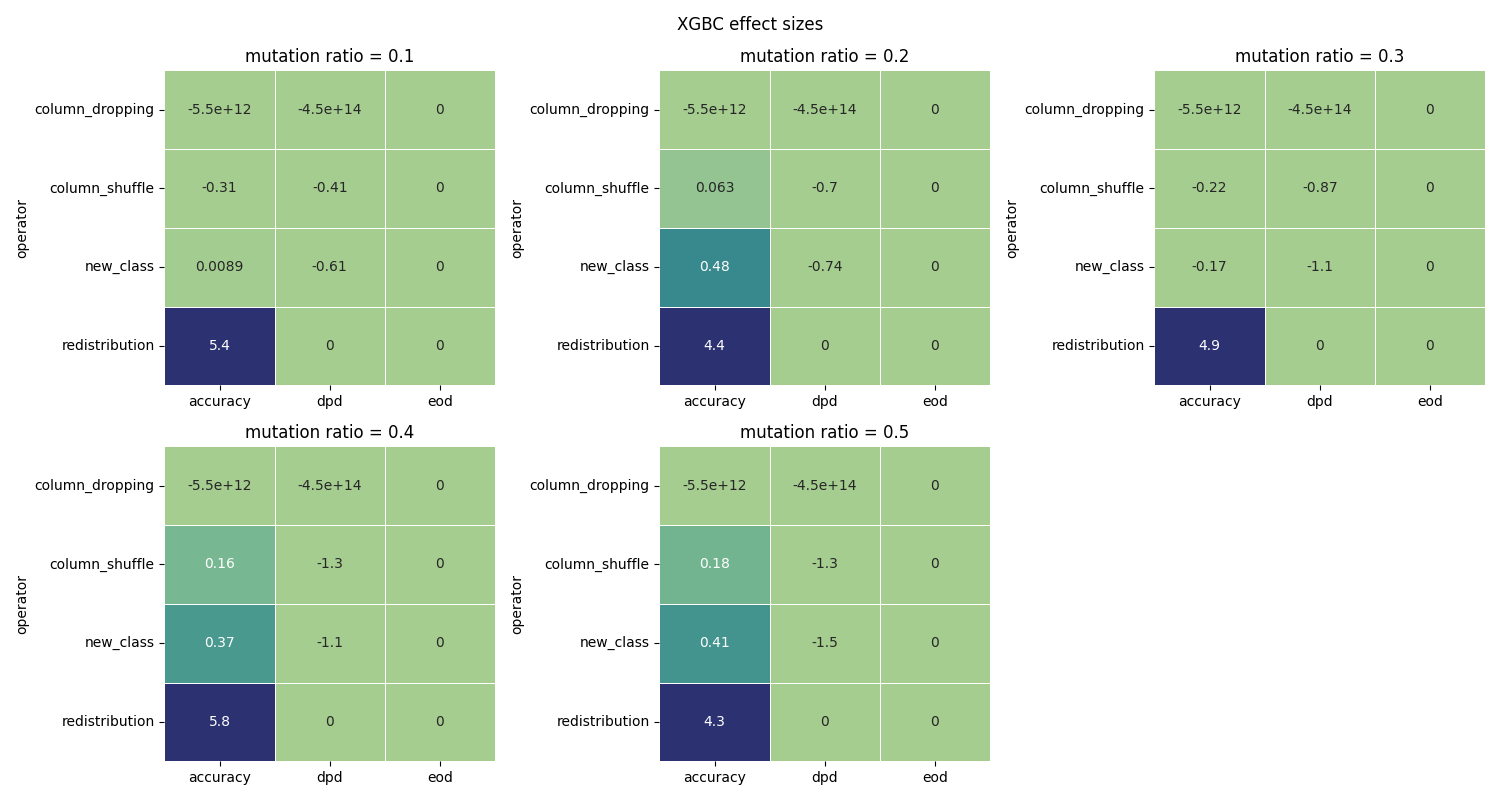 XGBC effect sizes
mutation ratio = 0.1
operator
column_dropping -5.5e+12 -4.5e+14 0
column_shuffle -0.31 -0.41 0
new_class 0.0089 -0.61 0
redistribution 5.4 0 0
accuracy dpd eod
mutation ratio = 0.2
operator
column_dropping -5.5e+12 -4.5e+14 0
column_shuffle 0.063 -0.7 0
new_class 0.48 -0.74 0
redistribution 4.4 0 0
accuracy dpd eod
mutation ratio = 0.3
operator
column_dropping -5.5e+12 -4.5e+14 0
column_shuffle -0.22 -0.87 0
new_class -0.17 -1.1 0
redistribution 4.9 0 0
accuracy dpd eod
mutation ratio = 0.4
operator
column_dropping -5.5e+12 -4.5e+14 0
column_shuffle 0.16 -1.3 0
new_class 0.37 -1.1 0
redistribution 5.8 0 0
accuracy dpd eod
mutation ratio = 0.5
operator
column_dropping -5.5e+12 -4.5e+14 0
column_shuffle 0.18 -1.3 0
new_class 0.41 -1.5 0
redistribution 4.3 0 0
accuracy dpd eod